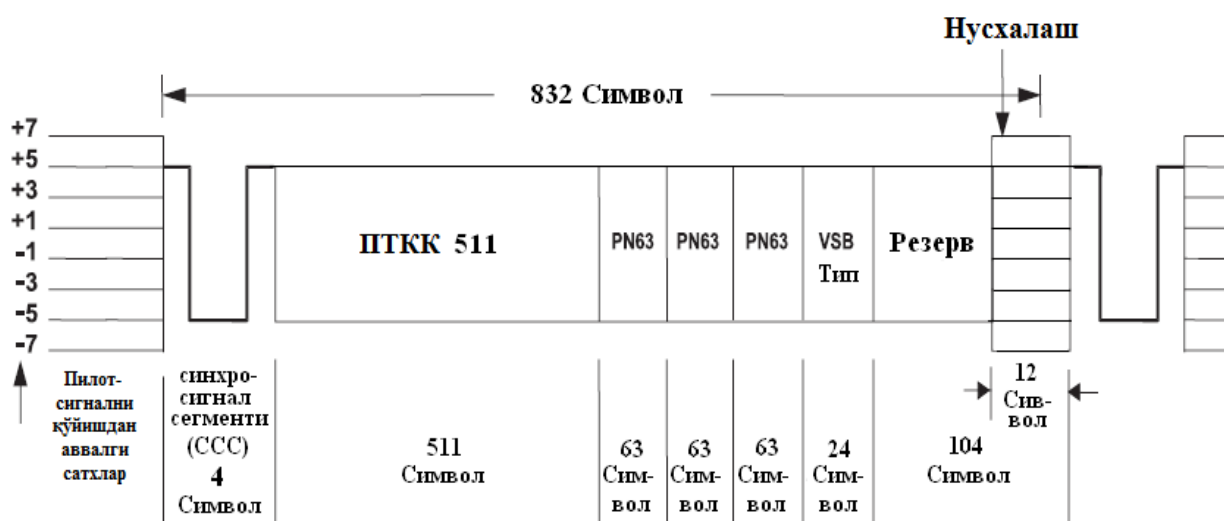 Нусхалаш
832 Символ
+7
+5
+3
+1
-1
-3
-5
-7
ПТКК 511
PN63
PN63
PN63
VSB
Тип
Резерв
Пилот-
сигнални
қўйишдан
аввалги
сатхлар
синхро-
сигнал
сегменти
(ССС)
4
Символ
511
Символ
63
Сим-
вол
63
Сим-
вол
63
Сим-
вол
24
Сим-
вол
104
Символ
12
Сив-
вол